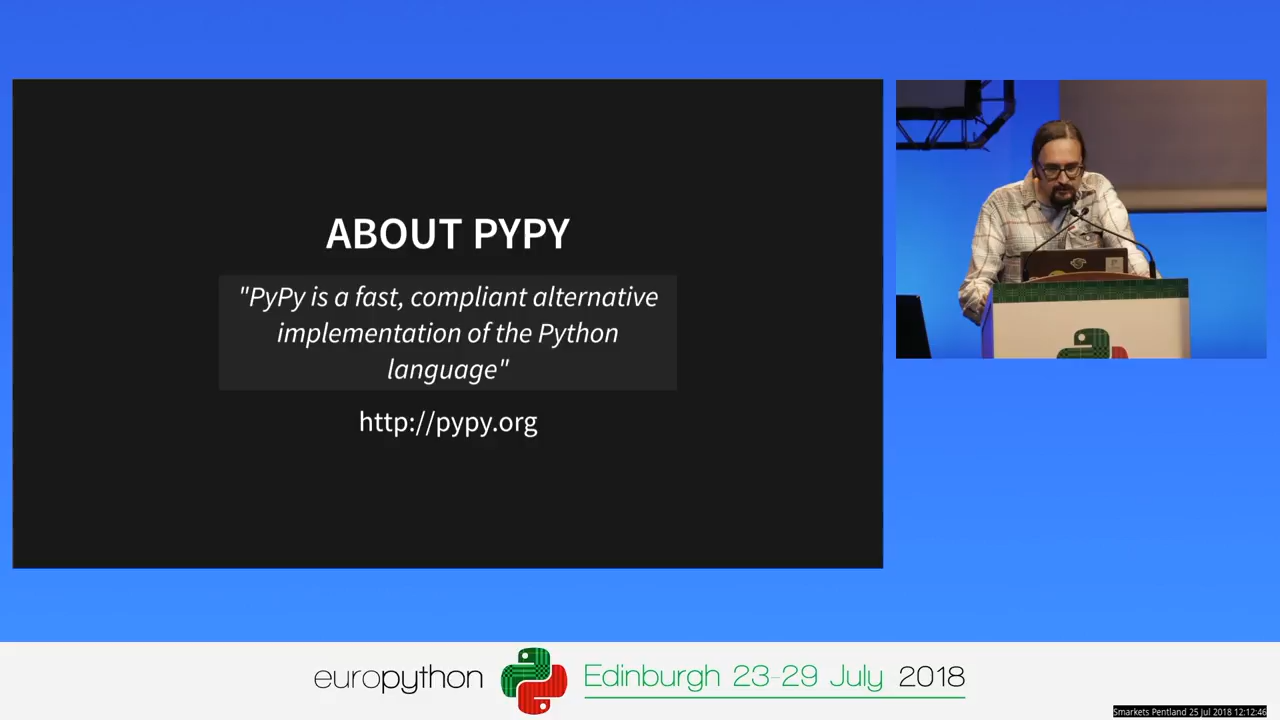 ABOUT PYPY
"PyPy is a fast, compliant alternative
implementation of the Python
language"
http://pypy.org
europython
Edinburgh 23-29 July 2018
Smarkets Pentland 25 Jul 2018 12:12:46